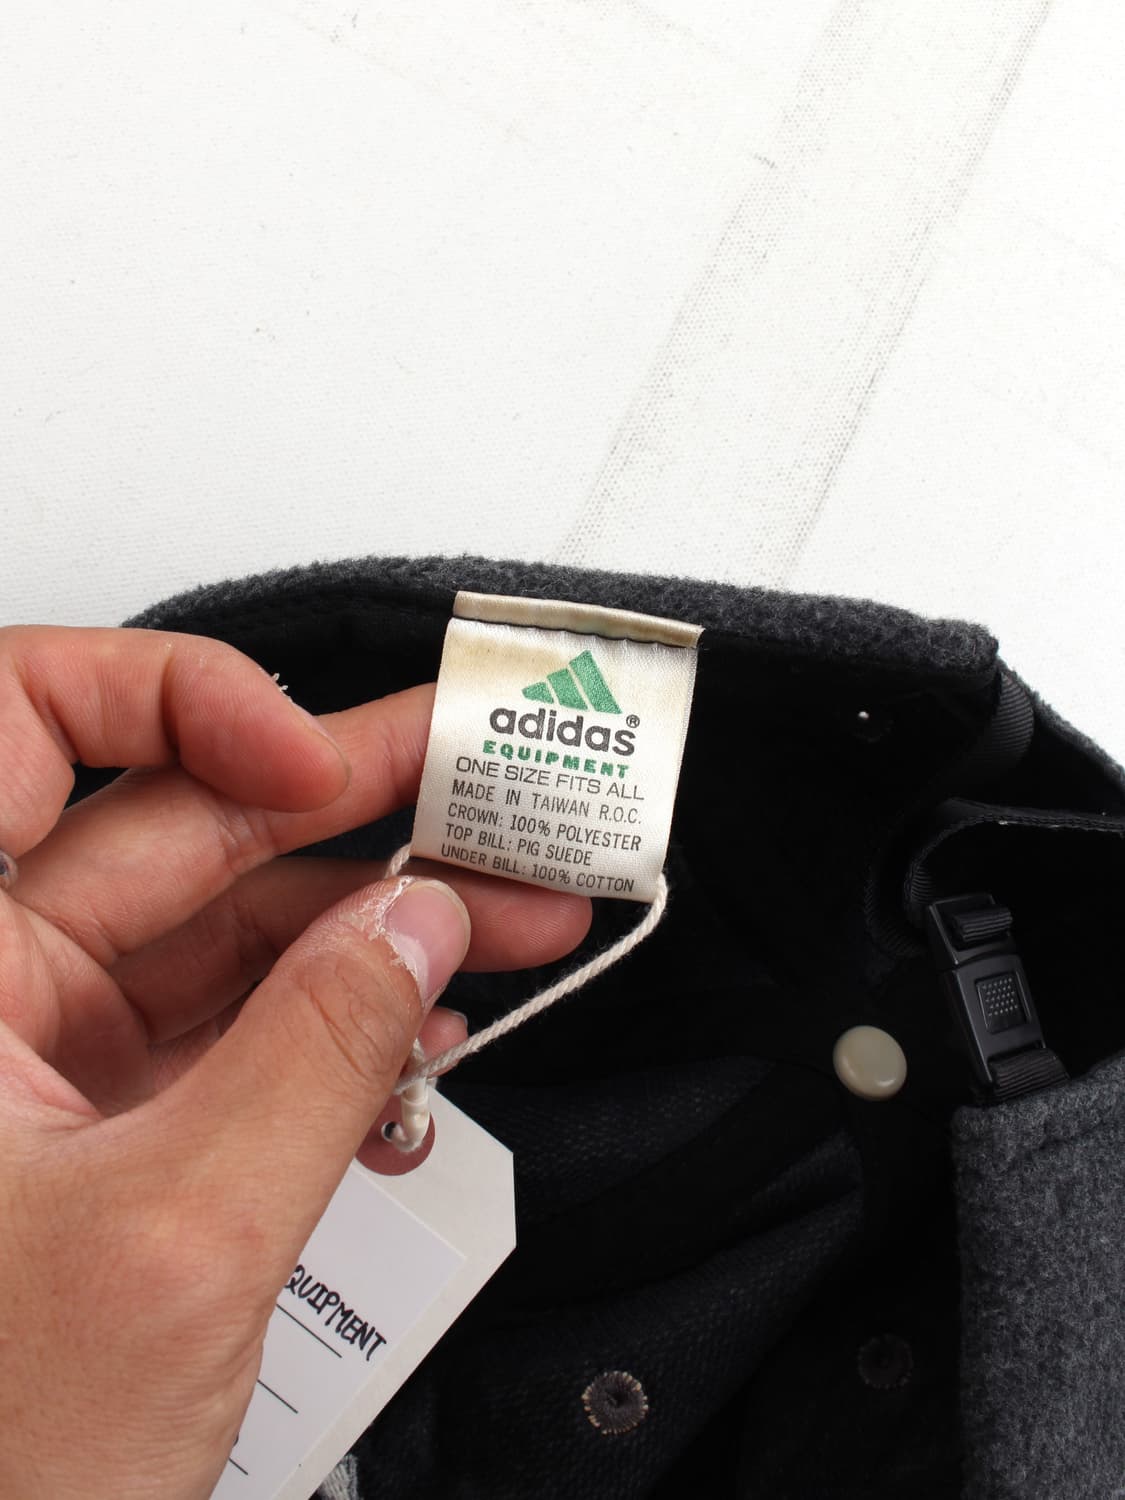 adidas®
EQUIPMENT
ONE SIZE FITS ALL
MADE IN TAIWAN R.O.C.
CROWN: 100% POLYESTER
TOP BILL: PIG SUEDE
UNDER BILL: 100% COTTON
QUIPMENT